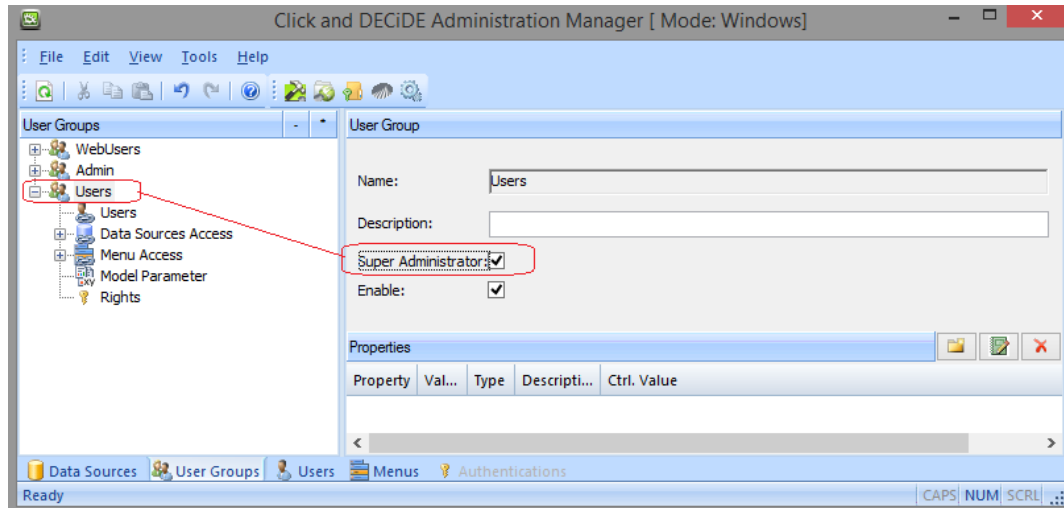 Click and DECiDE Administration Manager [ Mode: Windows]
File Edit View Tools Help
User Groups - *
User Group
WebUsers
Admin
Users
Users
Data Sources Access
Menu Access
Model Parameter
Rights
Name: Users
Description:
Super Administrator:
Enable:
Properties
Property Val... Type Descripti... Ctrl. Value
Data Sources User Groups Users Menus Authentications
Ready CAPS NUM SCRL